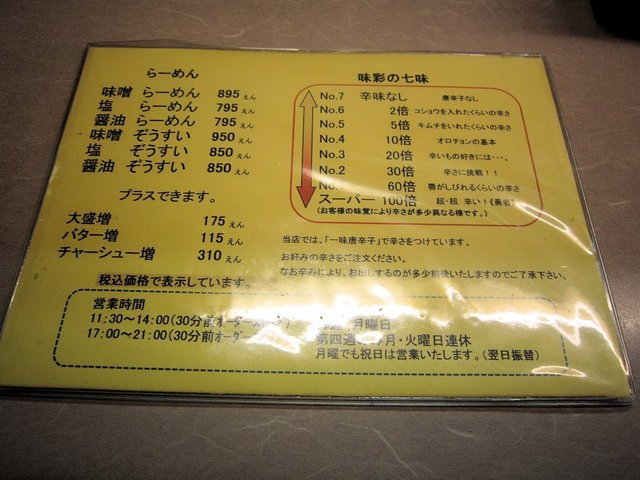 らーめん
味噌 らーめん 895えん
塩 らーめん 795えん
醤油 らーめん 795えん
味噌 ぞうすい 950えん
塩 ぞうすい 850えん
醤油 ぞうすい 850えん
プラスできます。
大盛増 175えん
バター増 115えん
チャーシュー増 310えん
税込価格で表示しています。
味彩の七味
No.7 辛味なし 唐辛子なし
No.6 2倍 コショウを入れたくらいの辛さ
No.5 5倍 キムチをいれたくらいの辛さ
No.4 10倍 オロチョンの基本
No.3 20倍 辛いもの好きには・・・。
No.2 30倍 辛さに挑戦！！
No.1 60倍 唇がしびれるくらいの辛さ
スーパー 100倍 超・超 辛い！(勇者)
(お客様の味覚により辛さが多少異なる種です。)
当店では、「一味唐辛子」で辛さをつけています。
お好みの辛さをご注文ください。
なお辛みにより、お出しするのが多少前後いたしますのでご了承下さい。
営業時間
11:30~14:00(30分前オーダー
17:00~21:00(30分前オーダー
月曜日
第四週 月・火曜日連休
月曜でも祝日は営業いたします。(翌日振替)